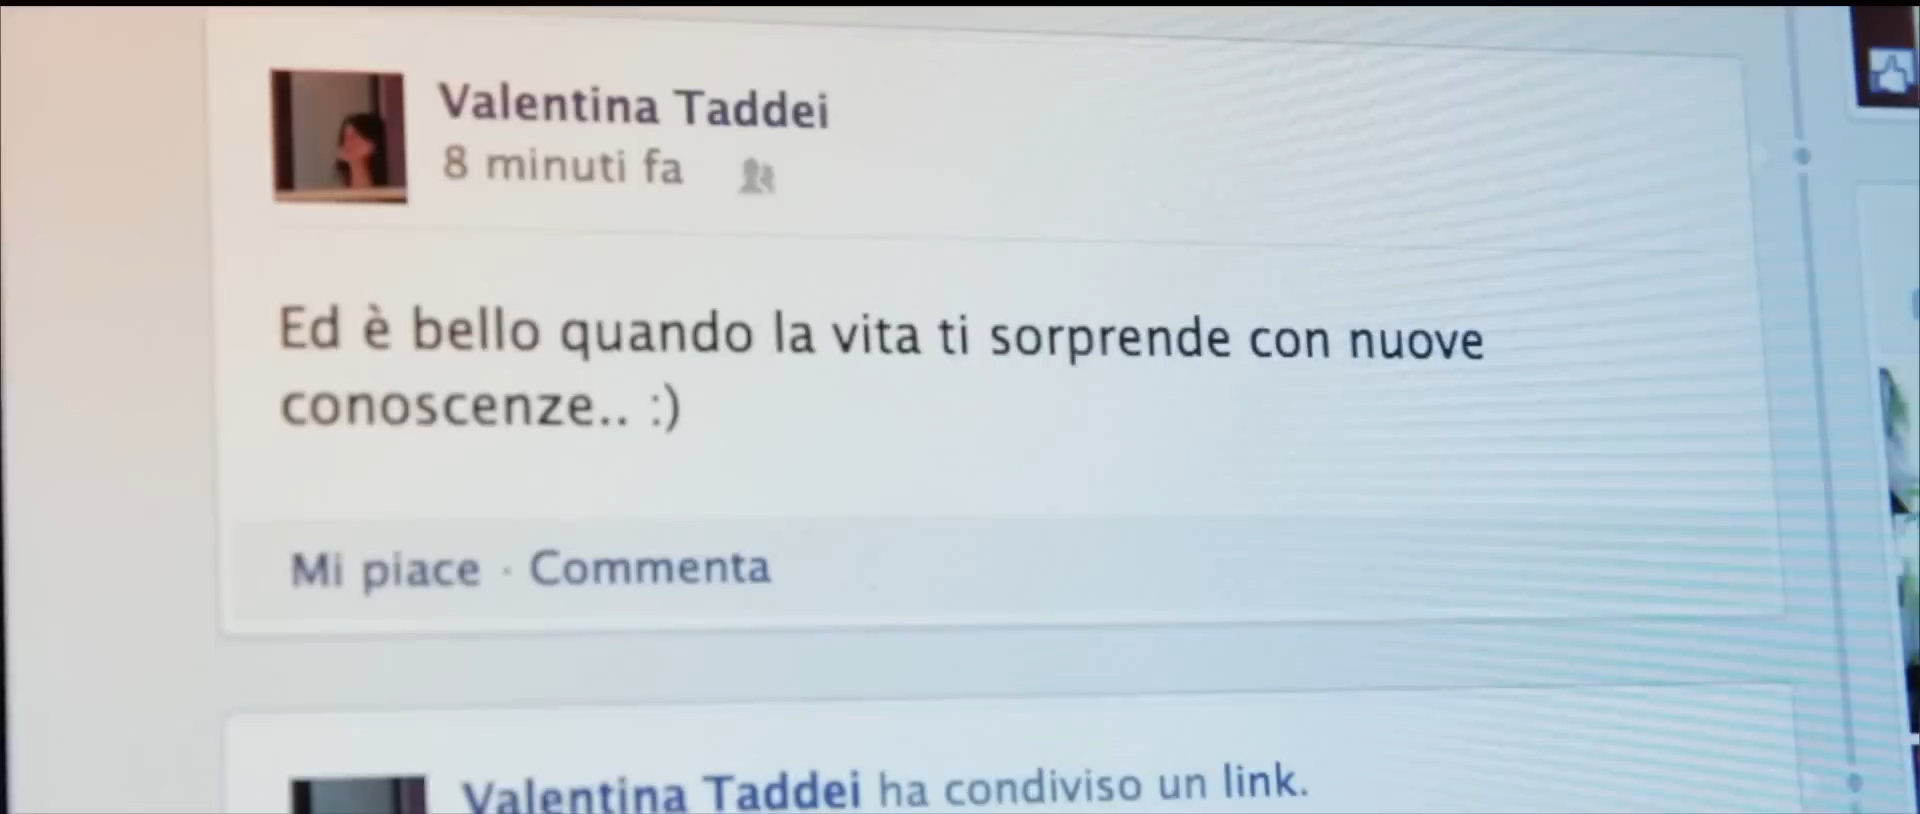 Valentina Taddei
8 minuti fa
Ed è bello quando la vita ti sorprende con nuove
conoscenze.. :)
Mi piace · Commenta
Valentina Taddei ha condiviso un link.